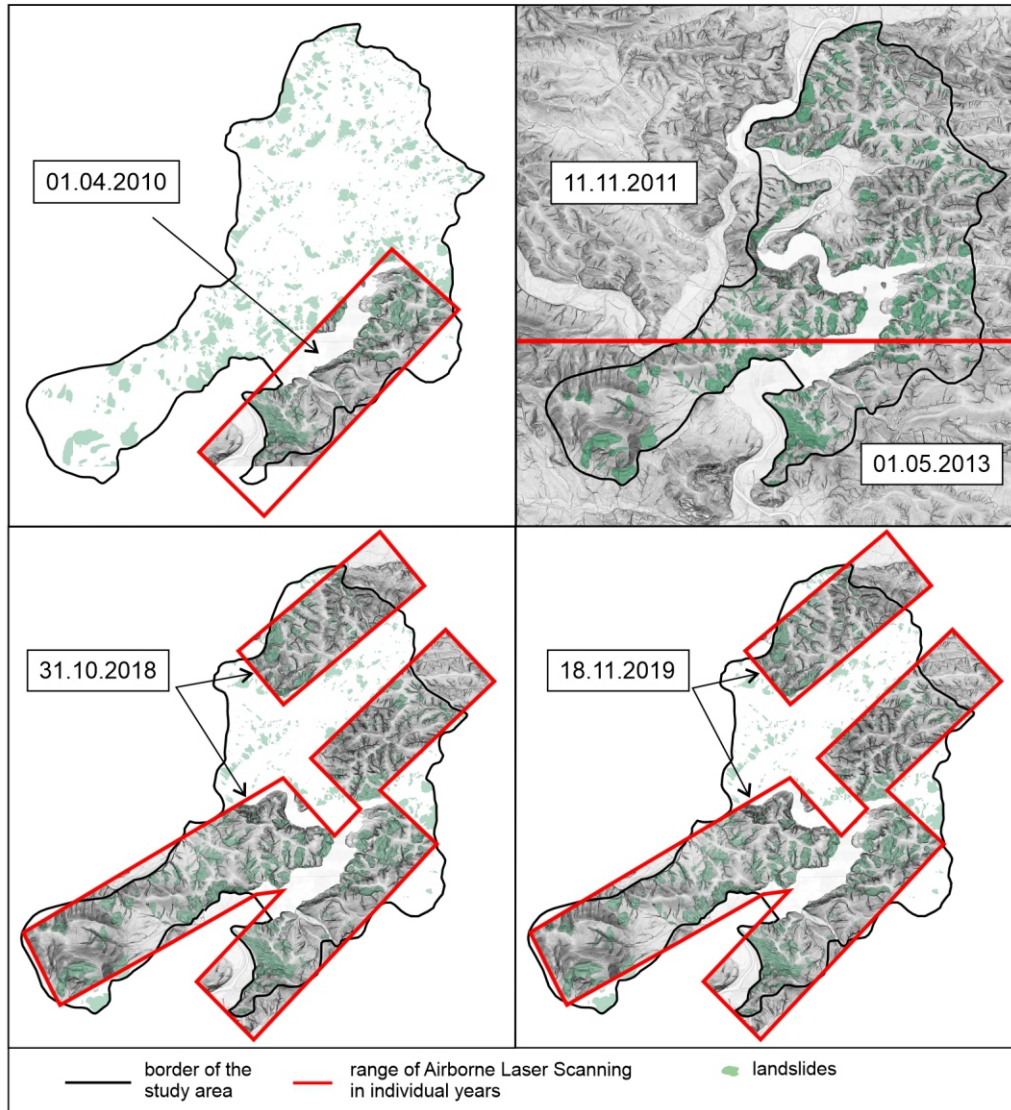 01.04.2010
11.11.2011
01.05.2013
31.10.2018
18.11.2019
border of the
study area
range of Airborne Laser Scanning
in individual years
landslides